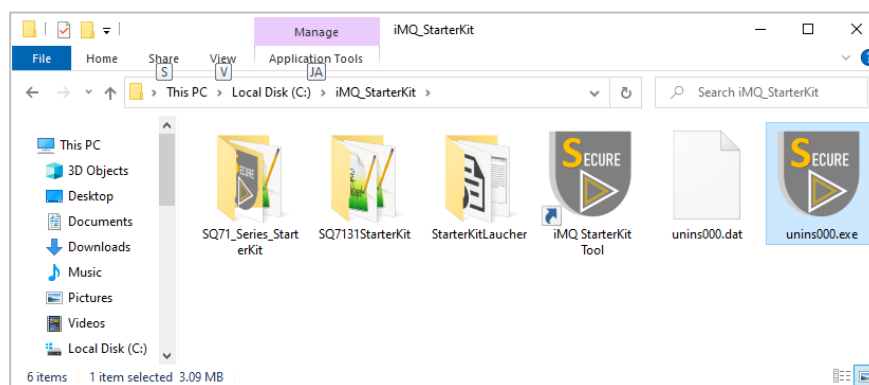 Manage
iMQ_StarterKit
File
Home
Share
View
Application Tools
S
V
JA
This PC
Local Disk (C:)
iMQ_StarterKit
Search iMQ_StarterKit
This PC
3D Objects
Desktop
Documents
Downloads
Music
Pictures
Videos
Local Disk (C:)
SECURE
SECURE
SQ71_Series_Start
erKit
SQ7131StarterKit
StarterKitLaucher
iMQ StarterKit
Tool
unins000.dat
unins000.exe
6 items
1 item selected 3.09 MB